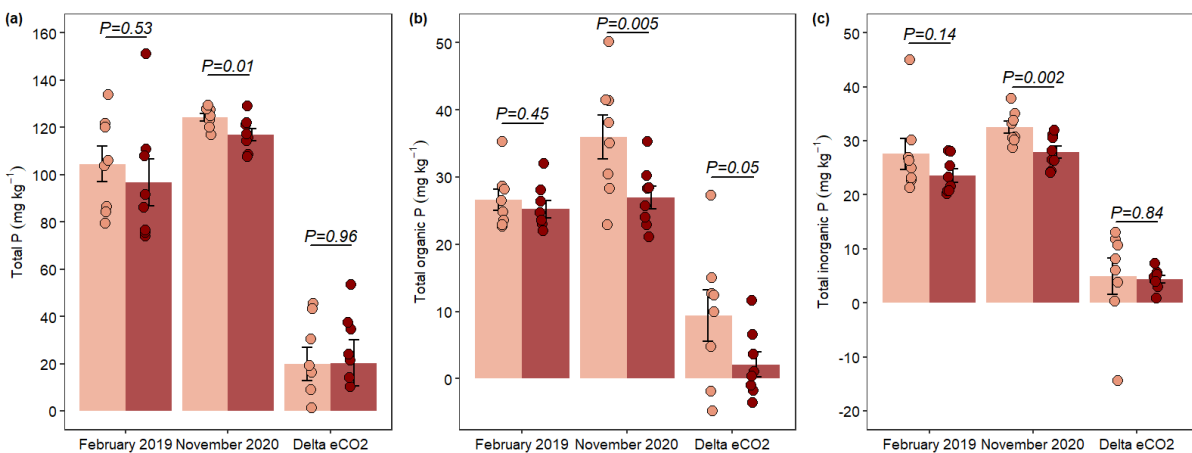 (a)
Total P (mg kg⁻¹)
160
140
120
100
80
60
40
20
0
P=0.53
P=0.01
P=0.96
February 2019 November 2020 Delta eCO2
(b)
Total organic P (mg kg⁻¹)
50
40
30
20
10
0
P=0.45
P=0.005
P=0.05
February 2019 November 2020 Delta eCO2
(c)
Total inorganic P (mg kg⁻¹)
50
40
30
20
10
0
-10
-20
P=0.14
P=0.002
P=0.84
February 2019 November 2020 Delta eCO2